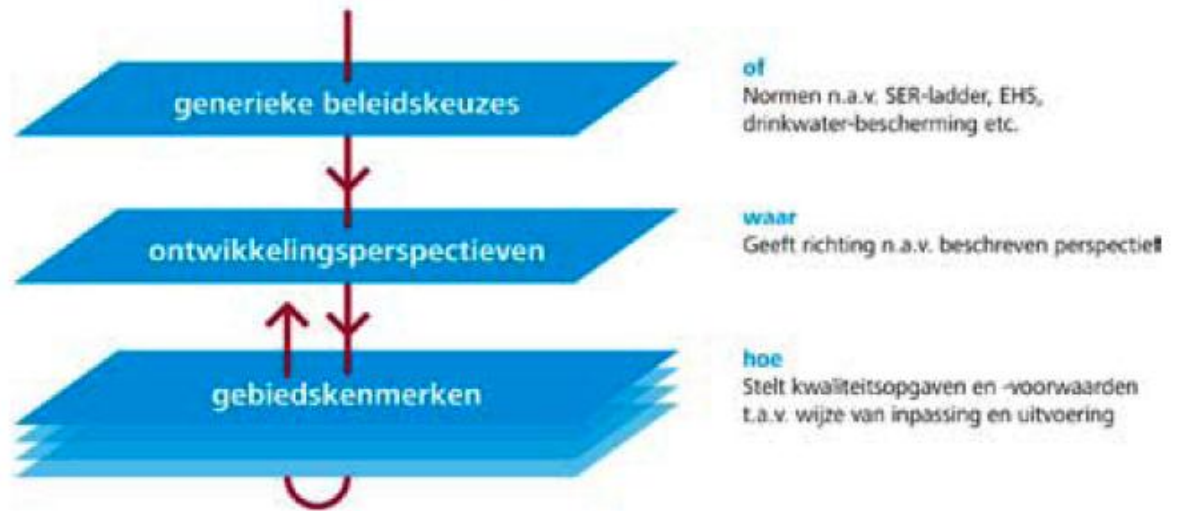 generieke beleidskeuzes
of
Normen n.a.v. SER-ladder, EHS,
drinkwater-bescherming etc.
ontwikkelingsperspectieven
waar
Geeft richting n.a.v. beschreven perspectief
gebiedskenmerken
hoe
Stelt kwaliteitsopgaven en -voorwaarden
t.a.v. wijze van inpassing en uitvoering